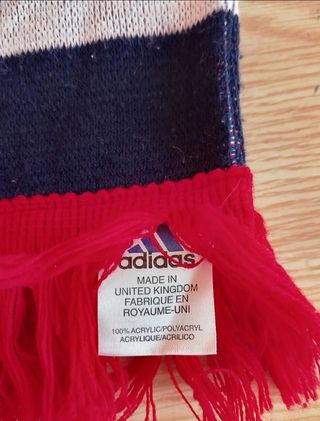 adidas
MADE IN
UNITED KINGDOM
FABRIQUE EN
ROYAUME-UNI
100% ACRYLIC/POLYACRYL
ACRYLIQUE/ACRILICO